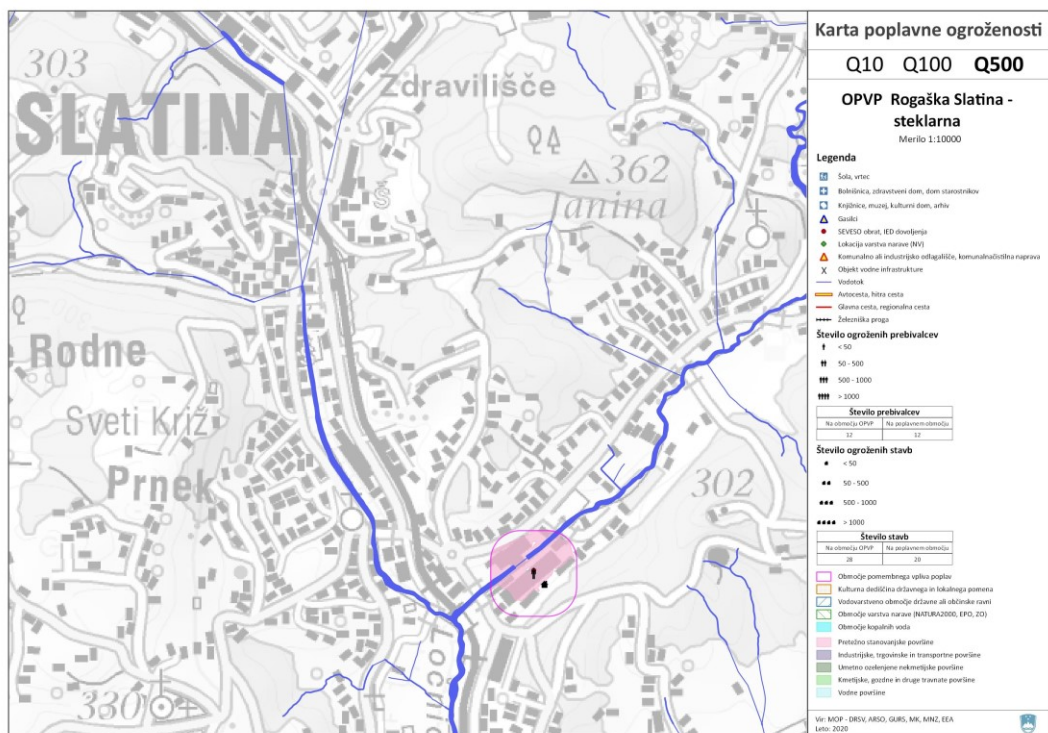 303
SLATINA
Zdravilišče
362
Janina
Š
Rodne
Sveti Križ
Prnek
302
Ločnica
330
Karta poplavne ogroženosti
Q10 Q100 Q500
OPVP Rogaška Slatina -
steklarna
Merilo 1:10000
Legenda
Šola, vrtec
Bolnišnica, zdravstveni dom, dom starostnikov
Knjižnice, muzej, kulturni dom, arhiv
Gasilci
SEVESO obrat, IED dovoljenja
Lokacija varstva narave (NV)
Komunalno ali industrijsko odlagališče, komunalnačistilna naprava
Objekt vodne infrastrukture
Vodotok
Avtocesta, hitra cesta
Glavna cesta, regionalna cesta
Železniška proga
Število ogroženih prebivalcev
< 50
50 - 500
500 - 1000
> 1000
Število prebivalcev
Na območju OPVP Na poplavnem območju
12 12
Število ogroženih stavb
< 50
50 - 500
500 - 1000
> 1000
Število stavb
Na območju OPVP Na poplavnem območju
28 20
Območje pomembnega vpliva poplav
Kulturna dediščina državnega in lokalnega pomena
Vodovarstveno območje državne ali občinske ravni
Območje varstva narave (NATURA2000, EPO, ZO)
Območje kopalnih voda
Pretežno stanovanjske površine
Industrijske, trgovinske in transportne površine
Umetno ozelenjene nekmetijske površine
Kmetijske, gozdne in druge travnate površine
Vodne površine
Vir: MOP - DRSV, ARSO, GURS, MK, MNZ, EEA
Leto: 2020